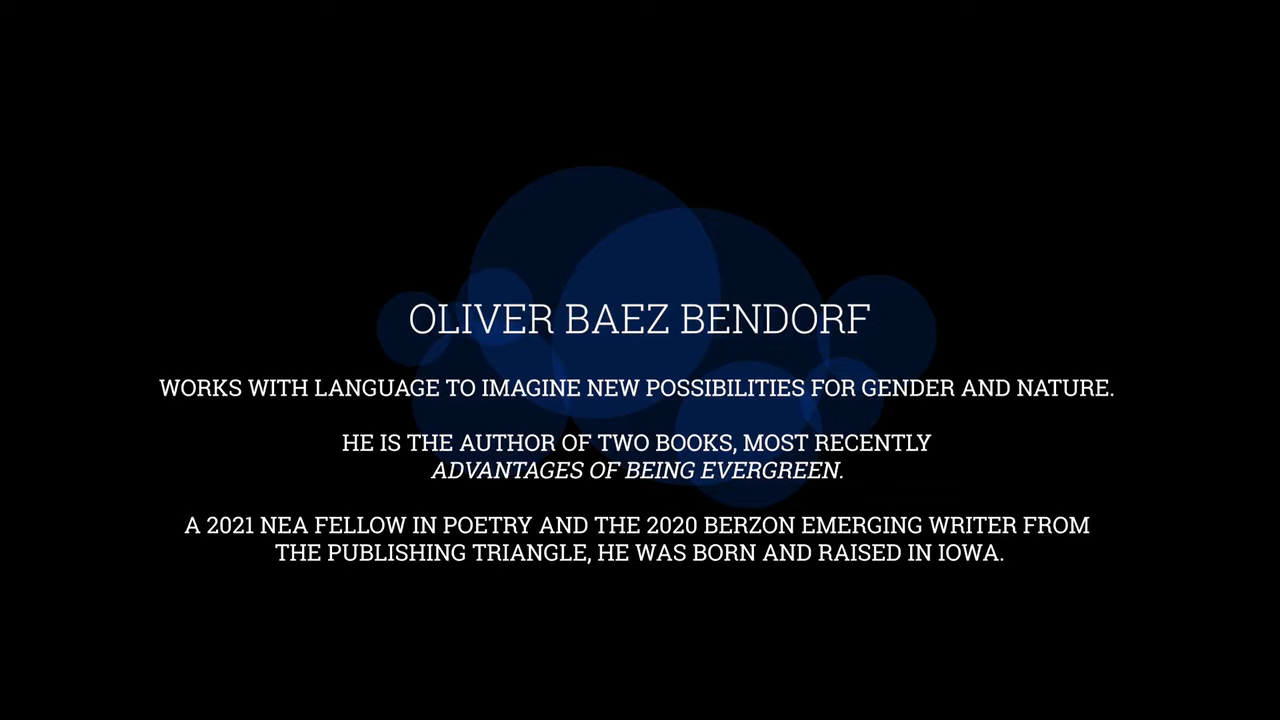 OLIVER BAEZ BENDORF
WORKS WITH LANGUAGE TO IMAGINE NEW POSSIBILITIES FOR GENDER AND NATURE.
HE IS THE AUTHOR OF TWO BOOKS, MOST RECENTLY
ADVANTAGES OF BEING EVERGREEN.
A 2021 NEA FELLOW IN POETRY AND THE 2020 BERZON EMERGING WRITER FROM
THE PUBLISHING TRIANGLE, HE WAS BORN AND RAISED IN IOWA.